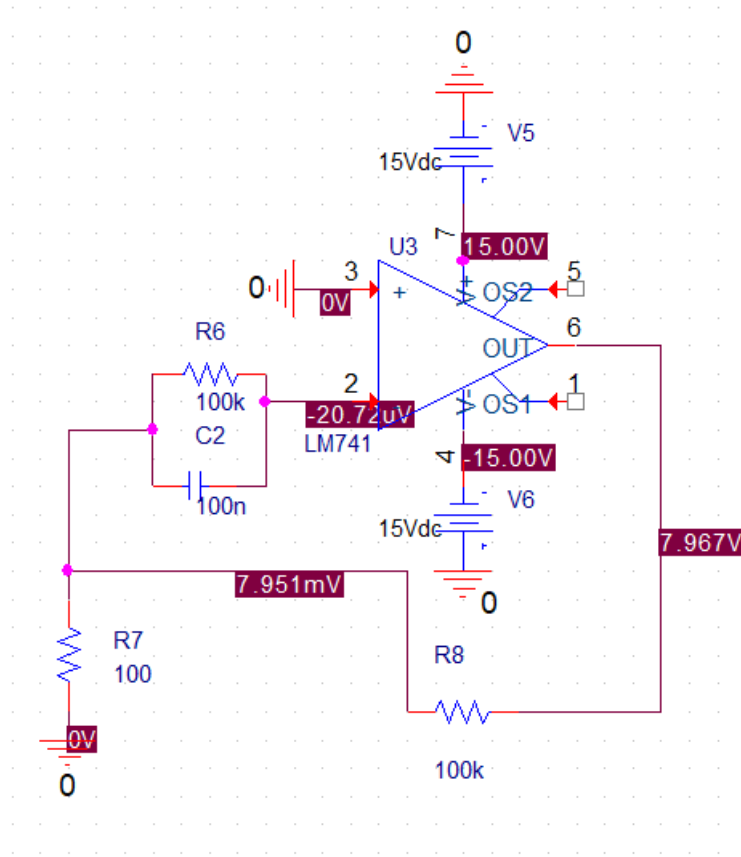 0
V5
15Vdc
7
U3
15.00V
3
5
0
+
V+
OS2
0V
6
R6
OUT
2
1
100k
-20.72uV
V-
OS1
C2
LM741
4
-15.00V
100n
V6
15Vdc
7.967V
7.951mV
0
R7
100
R8
0V
100k
0